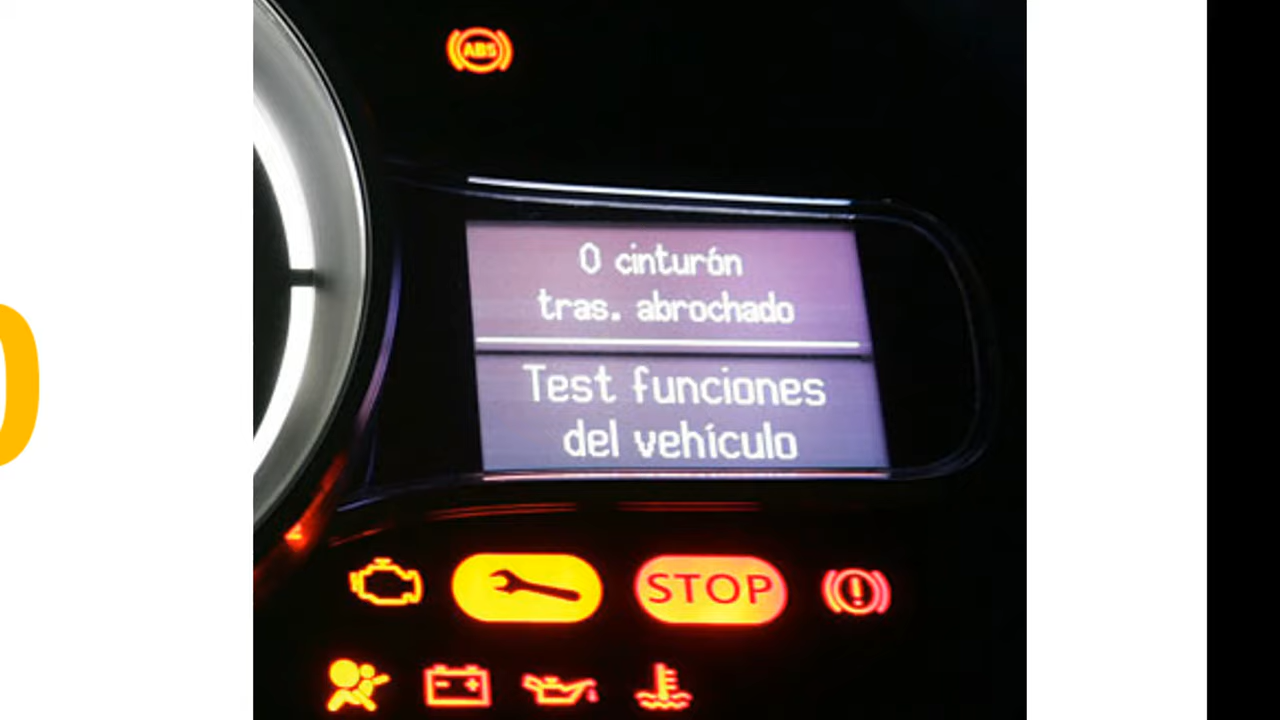 ABS
0 cinturón
tras. abrochado
Test funciones
del vehículo
STOP